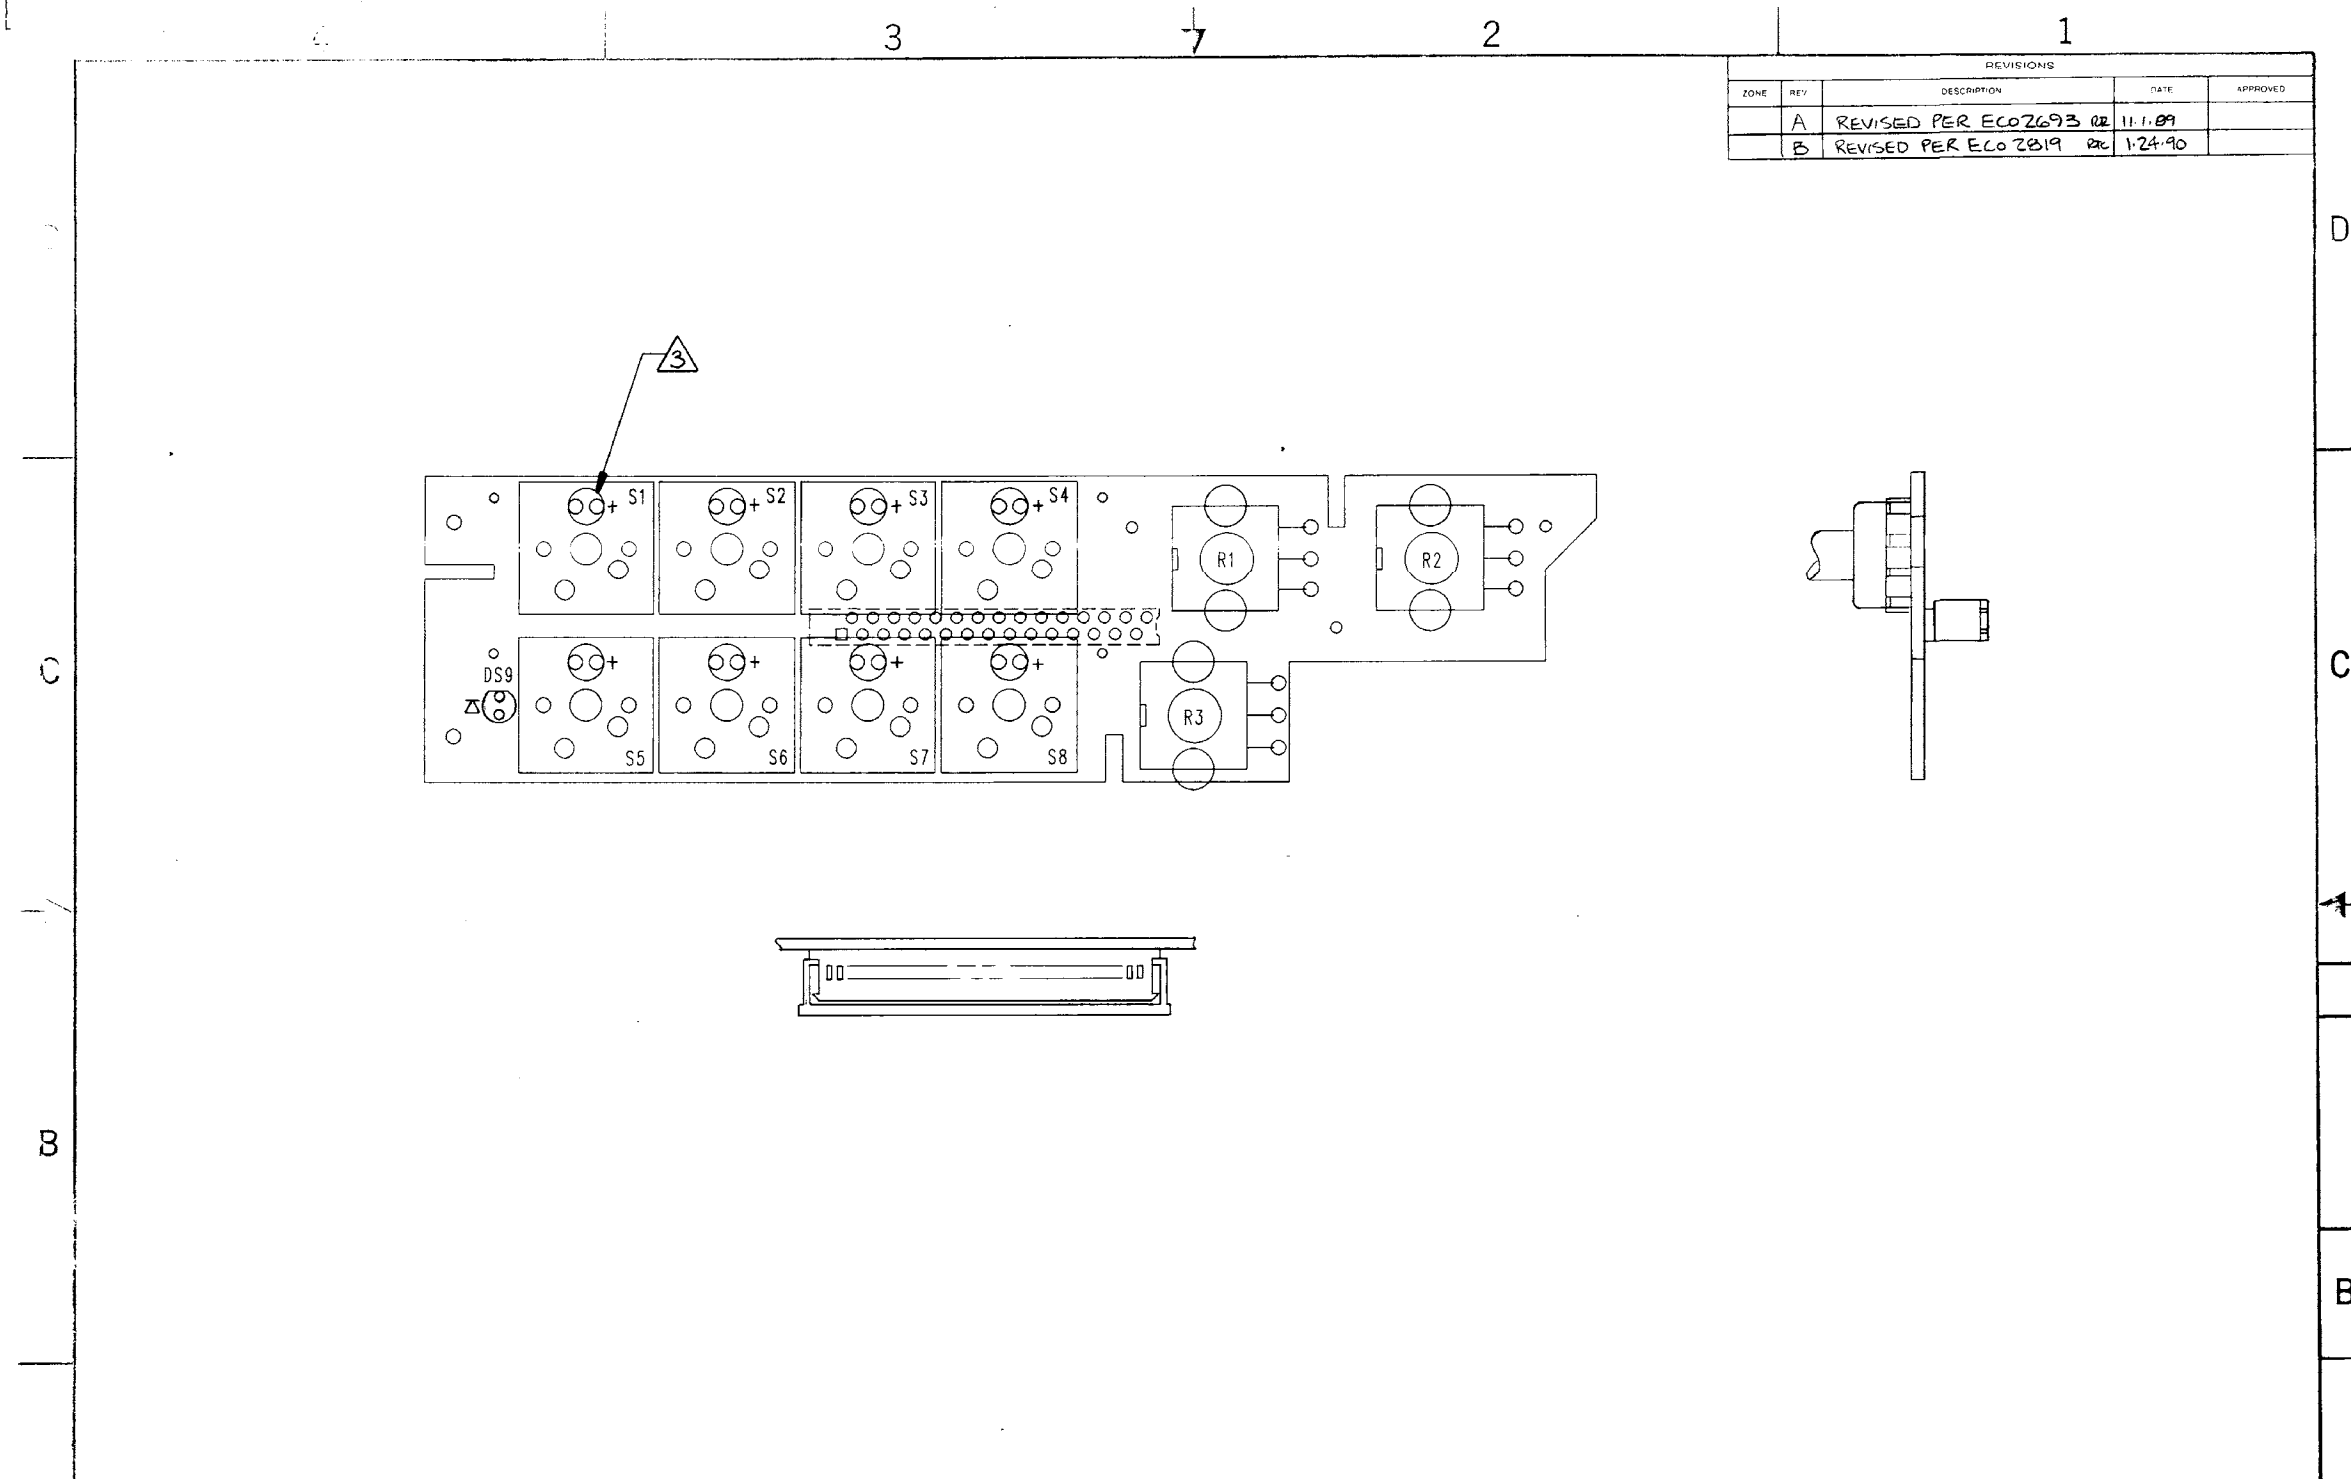 3 2 1
REVISIONS
ZONE REV DESCRIPTION DATE APPROVED
A REVISED PER ECO2693 RR 11.1.89
B REVISED PER ECO 2819 1.24.90
D
3
+ S1 + S2 + S3 + S4
R1 R2
C C
+ + + +
DS9
R3
S5 S6 S7 S8
B
B